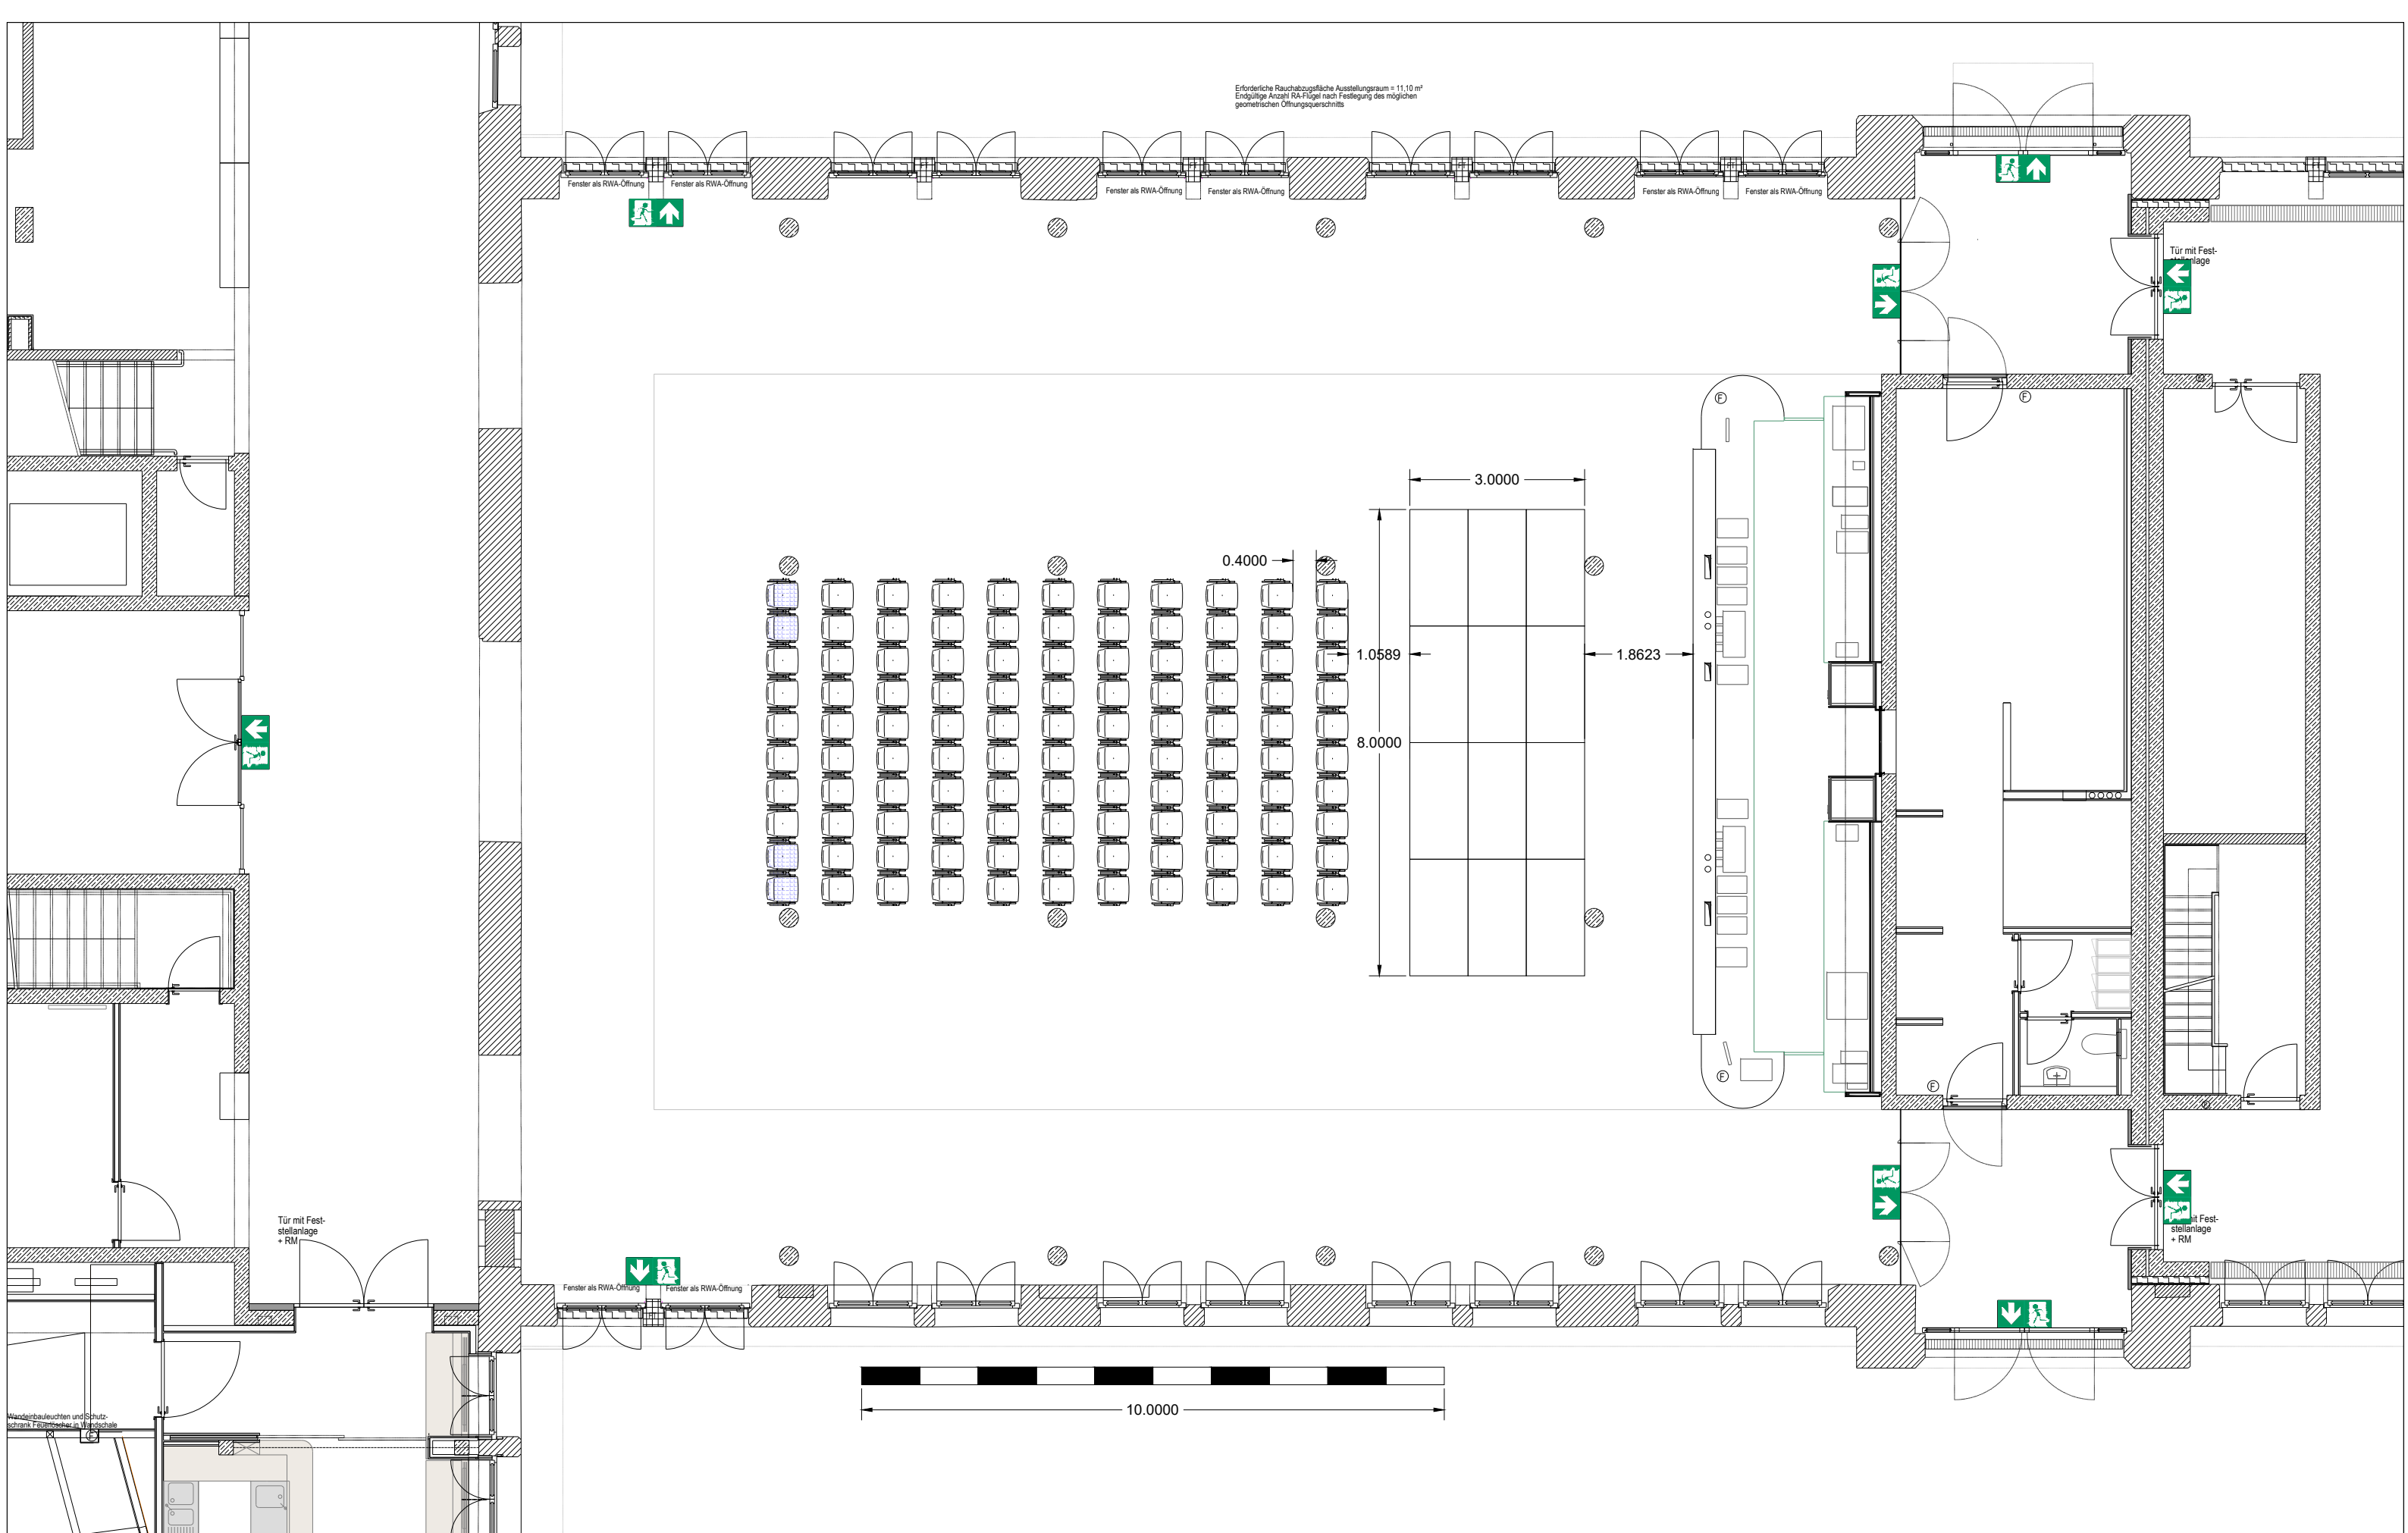 Erforderliche Rauchabzugsfläche Ausstellungsraum = 11,10 m²
Endgültige Anzahl RA-Flügel nach Festlegung des möglichen
geometrischen Öffnungsquerschnitts
Fenster als RWA-Öffnung
Fenster als RWA-Öffnung
Fenster als RWA-Öffnung
Fenster als RWA-Öffnung
Fenster als RWA-Öffnung
Fenster als RWA-Öffnung
Tür mit Fest-
stellanlage
F
F
3.0000
0.4000
1.0589
1.8623
8.0000
F
F
Tür mit Fest-
stellanlage
+ RM
mit Fest-
stellanlage
+ RM
Fenster als RWA-Öffnung
Fenster als RWA-Öffnung
10.0000
Wandeinbauleuchten und Schutz-
schrank Feuerlöscher in Wandschale
F